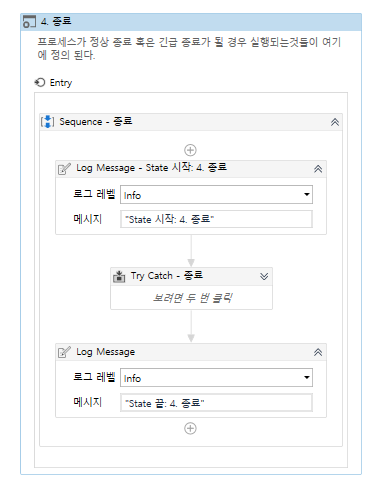 4. 종료
프로세스가 정상 종료 혹은 긴급 종료가 될 경우 실행되는것들이 여기
에 정의 된다.
Entry
Sequence - 종료
Log Message - State 시작: 4. 종료
로그 레벨 Info
메시지 "State 시작: 4. 종료"
Try Catch - 종료
보려면 두 번 클릭
Log Message
로그 레벨 Info
메시지 "State 끝: 4. 종료"